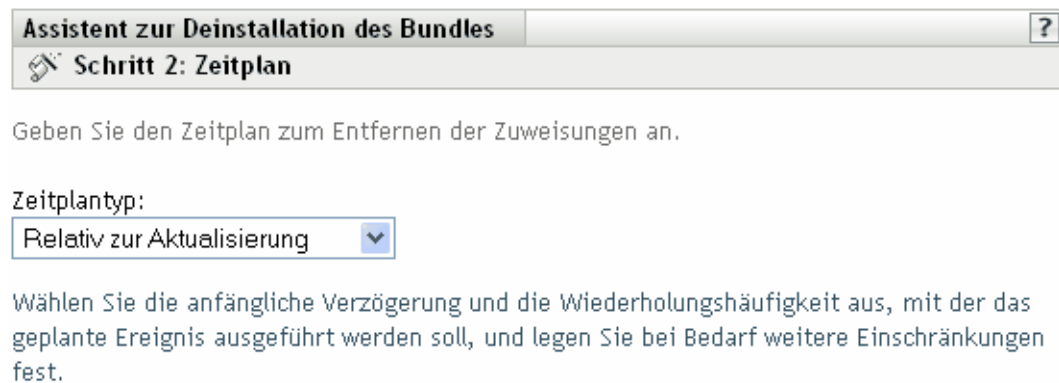 Assistent zur Deinstallation des Bundles
?
Schritt 2: Zeitplan
Geben Sie den Zeitplan zum Entfernen der Zuweisungen an.
Zeitplantyp:
Relativ zur Aktualisierung
Wählen Sie die anfängliche Verzögerung und die Wiederholungshäufigkeit aus, mit der das
geplante Ereignis ausgeführt werden soll, und legen Sie bei Bedarf weitere Einschränkungen
fest.